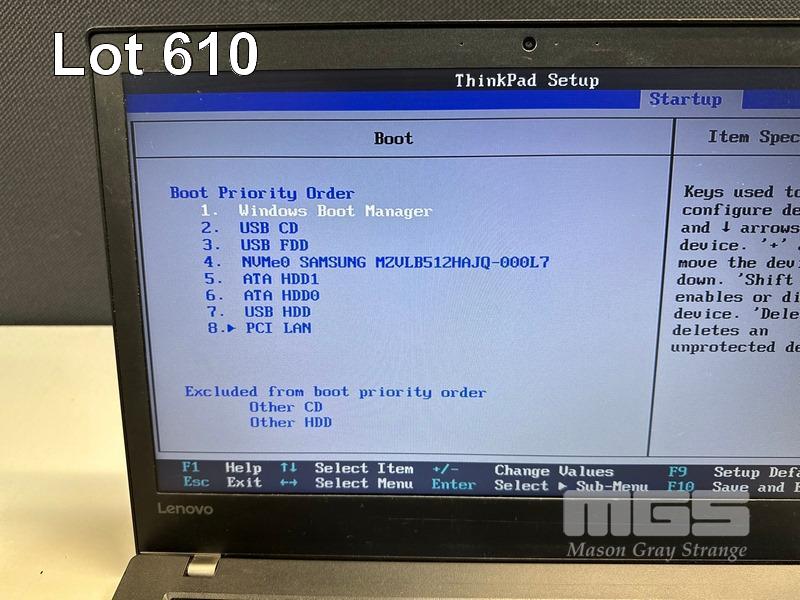 Lot 610
ThinkPad Setup
Startup
Boot
Item Spec
Boot Priority Order
1. Windows Boot Manager
2. USB CD
3. USB FDD
4. NVMe0 SAMSUNG MZVLB512HAJQ-000L7
5. ATA HDD1
6. ATA HDD0
7. USB HDD
8.▶ PCI LAN
Excluded from boot priority order
Other CD
Other HDD
Keys used to
configure de
and ↓ arrows
device. '+'
move the devi
down. 'Shift
enables or di
device. 'Dele
deletes an
unprotected de
F1 Help ↑↓ Select Item +/- Change Values F9 Setup Defa
Esc Exit ←→ Select Menu Enter Select ▶ Sub-Menu F10 Save and E
Lenovo
MGS
Mason Gray Strange